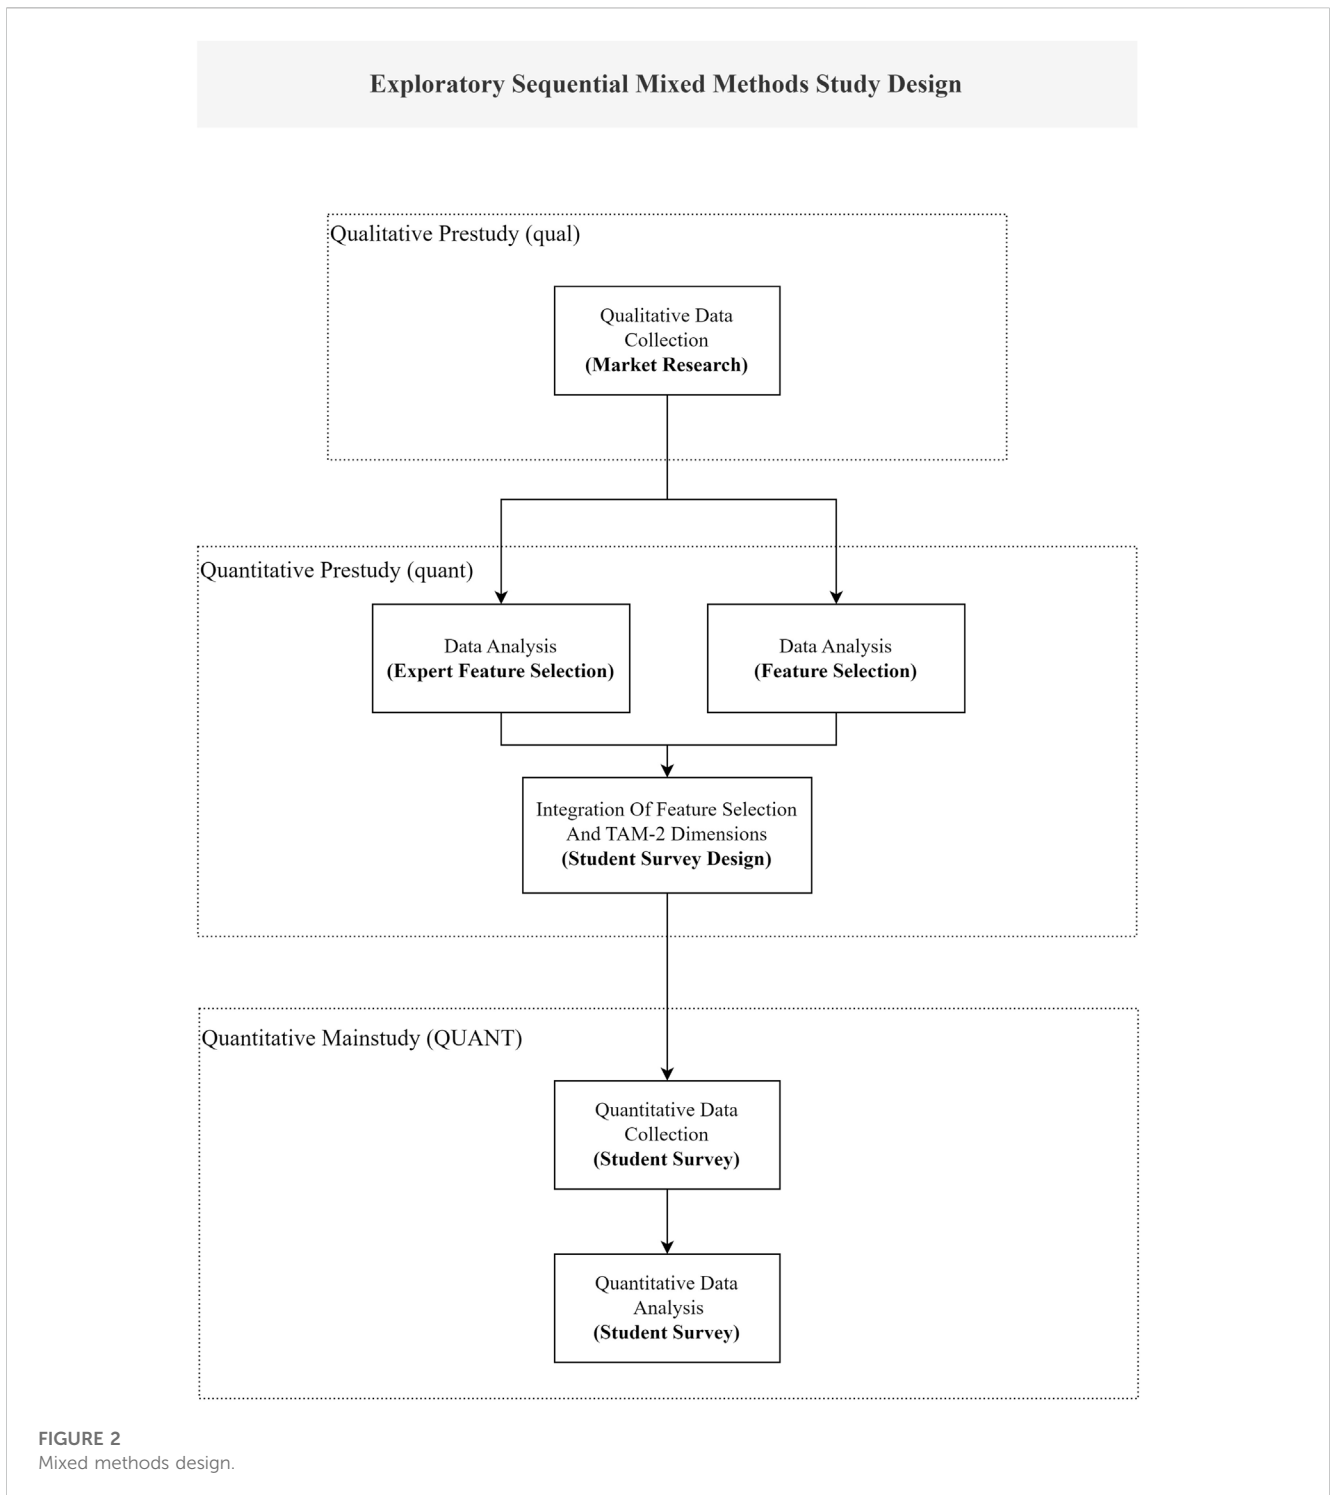 Exploratory Sequential Mixed Methods Study Design
Qualitative Prestudy (qual)
Qualitative Data
Collection
(Market Research)
Quantitative Prestudy (quant)
Data Analysis
(Expert Feature Selection)
Data Analysis
(Feature Selection)
Integration Of Feature Selection
And TAM-2 Dimensions
(Student Survey Design)
Quantitative Mainstudy (QUANT)
Quantitative Data
Collection
(Student Survey)
Quantitative Data
Analysis
(Student Survey)
FIGURE 2
Mixed methods design.